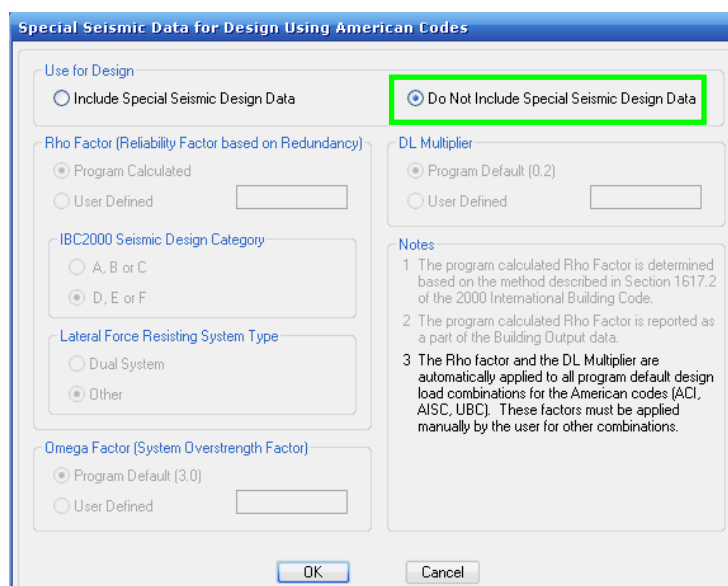 Special Seismic Data for Design Using American Codes
Use for Design
Include Special Seismic Design Data
Do Not Include Special Seismic Design Data
Rho Factor (Reliability Factor based on Redundancy)
Program Calculated
User Defined
IBC2000 Seismic Design Category
A, B or C
D, E or F
Lateral Force Resisting System Type
Dual System
Other
Omega Factor (System Overstrength Factor)
Program Default (3.0)
User Defined
DL Multiplier
Program Default (0.2)
User Defined
Notes
1 The program calculated Rho Factor is determined
based on the method described in Section 1617.2
of the 2000 International Building Code.
2 The program calculated Rho Factor is reported as
a part of the Building Output data.
3 The Rho factor and the DL Multiplier are
automatically applied to all program default design
load combinations for the American codes (ACI,
AISC, UBC). These factors must be applied
manually by the user for other combinations.
OK
Cancel